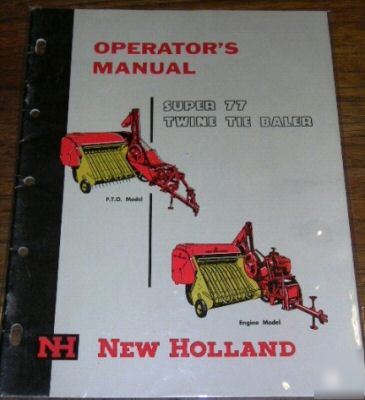 OPERATOR'S
MANUAL
SUPER 77
TWINE TIE BALER
P.T.O. Model
Engine Model
NH NEW HOLLAND